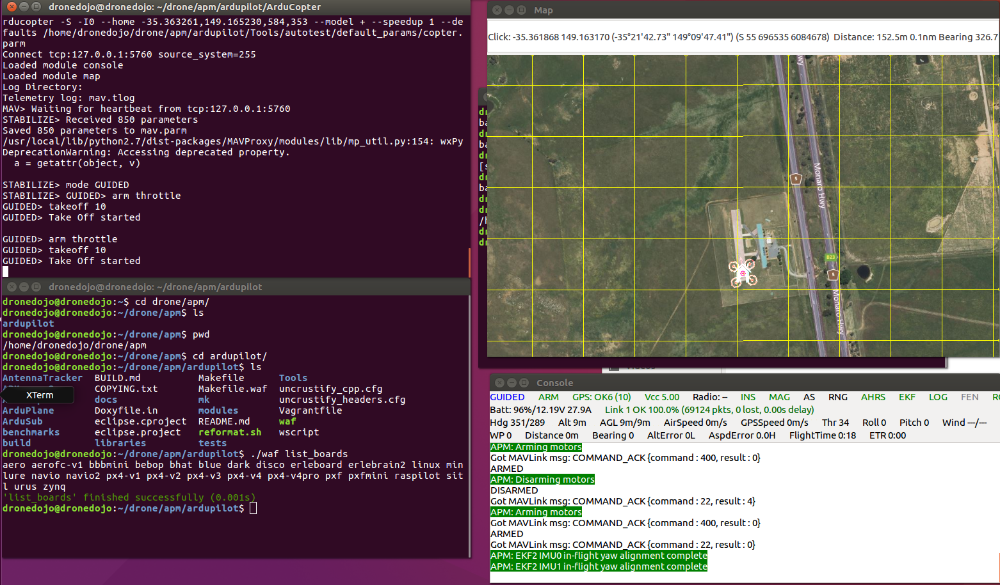 dronedojo@dronedojo: ~/drone/apm/ardupilot/ArduCopter
rducopter -S -I0 --home -35.363261,149.165230,584,353 --model + --speedup 1 --de
faults /home/dronedojo/drone/apm/ardupilot/Tools/autotest/default_params/copter.
parm
Connect tcp:127.0.0.1:5760 source_system=255
Loaded module console
Loaded module map
Log Directory:
Telemetry log: mav.tlog
MAV> Waiting for heartbeat from tcp:127.0.0.1:5760
STABILIZE> Received 850 parameters
Saved 850 parameters to mav.parm
/usr/local/lib/python2.7/dist-packages/MAVProxy/modules/lib/mp_util.py:154: wxPy
DeprecationWarning: Accessing deprecated property.
  a = getattr(object, v)
STABILIZE> mode GUIDED
STABILIZE> GUIDED> arm throttle
GUIDED> takeoff 10
GUIDED> Take Off started
GUIDED> arm throttle
GUIDED> takeoff 10
GUIDED> Take Off started
dronedojo@dronedojo: ~/drone/apm/ardupilot
dronedojo@dronedojo:~$ cd drone/apm/
dronedojo@dronedojo:~/drone/apm$ ls
ardupilot
dronedojo@dronedojo:~/drone/apm$ pwd
/home/dronedojo/drone/apm
dronedojo@dronedojo:~/drone/apm$ cd ardupilot/
dronedojo@dronedojo:~/drone/apm/ardupilot$ ls
AntennaTracker BUILD.md Makefile Tools
COPYING.txt Makefile.waf uncrustify_cpp.cfg
XTerm
docs mk uncrustify_headers.cfg
ArduPlane Doxyfile.in modules Vagrantfile
ArduSub eclipse.cproject README.md waf
benchmarks eclipse.project reformat.sh wscript
build libraries tests
dronedojo@dronedojo:~/drone/apm/ardupilot$ ./waf list_boards
aero aerofc-v1 bbbmini bebop bhat blue dark disco erleboard erlebrain2 linux min
lure navio navio2 px4-v1 px4-v2 px4-v3 px4-v4 px4-v4pro pxf pxfmini raspilot sit
l urus zynq
'list_boards' finished successfully (0.001s)
dronedojo@dronedojo:~/drone/apm/ardupilot$
Map
Click: -35.361868 149.163170 (-35°21'42.73" 149°09'47.41") (S 55 696535 6084678) Distance: 152.5m 0.1nm Bearing 326.7
wy
5
Monaro Hwy
B23
5
Monaro Hwy
dr
ba
dr
ba
dr
[s
dr
ba
dr
dr
/h
dr
dr
Console
GUIDED ARM GPS: OK6 (10) Vcc 5.00 Radio: -- INS MAG AS RNG AHRS EKF LOG FEN RC
Batt: 96%/12.19V 27.9A Link 1 OK 100.0% (69124 pkts, 0 lost, 0.00s delay)
Hdg 351/289 Alt 9m AGL 9m/9m AirSpeed 0m/s GPSSpeed 0m/s Thr 34 Roll 0 Pitch 0 Wind ---/---
WP 0 Distance 0m Bearing 0 AltError 0L AspdError 0.0H FlightTime 0:18 ETR 0:00
APM: Arming motors
Got MAVLink msg: COMMAND_ACK {command : 400, result : 0}
ARMED
APM: Disarming motors
DISARMED
Got MAVLink msg: COMMAND_ACK {command : 22, result : 4}
APM: Arming motors
Got MAVLink msg: COMMAND_ACK {command : 400, result : 0}
ARMED
Got MAVLink msg: COMMAND_ACK {command : 22, result : 0}
APM: EKF2 IMU0 in-flight yaw alignment complete
APM: EKF2 IMU1 in-flight yaw alignment complete